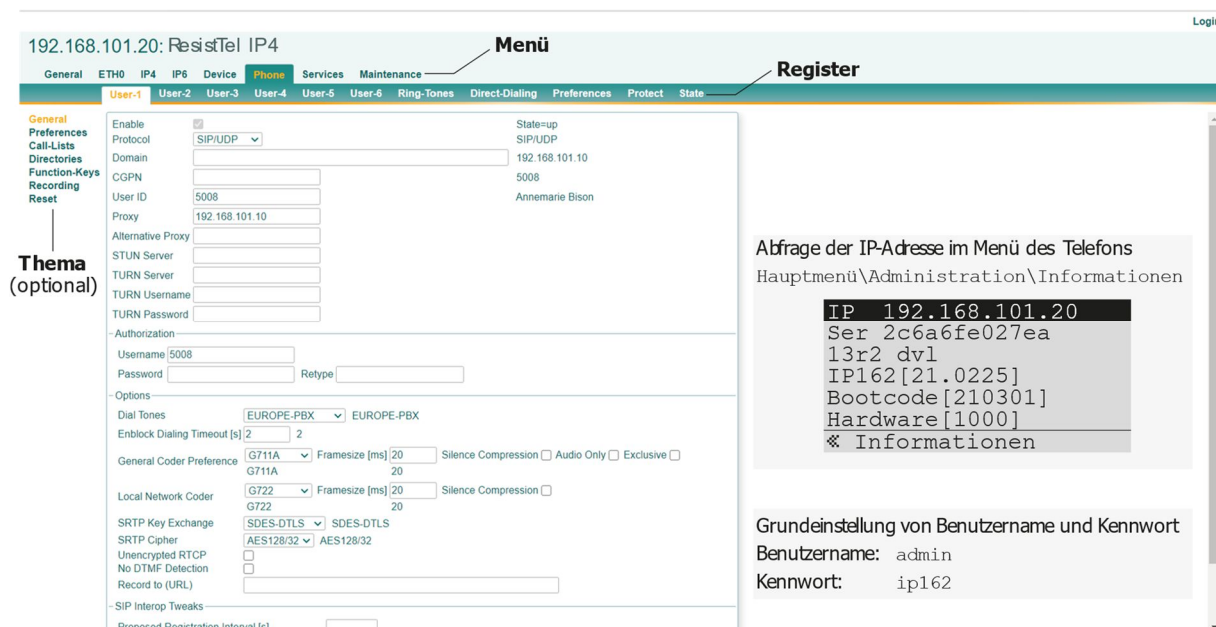 Login
192.168.101.20: ResistTel IP4
Menü
General ETH0 IP4 IP6 Device Phone Services Maintenance
Register
User-1 User-2 User-3 User-4 User-5 User-6 Ring-Tones Direct-Dialing Preferences Protect State
General
Preferences
Call-Lists
Directories
Function-Keys
Recording
Reset
Thema
(optional)
Enable State=up
Protocol SIP/UDP SIP/UDP
Domain 192.168.101.10
CGPN 5008
User ID 5008 Annemarie Bison
Proxy 192.168.101.10
Alternative Proxy
STUN Server
TURN Server
TURN Username
TURN Password
Authorization
Username 5008
Password Retype
Options
Dial Tones EUROPE-PBX EUROPE-PBX
Enblock Dialing Timeout [s] 2 2
General Coder Preference G711A Framesize [ms] 20 Silence Compression Audio Only Exclusive
G711A 20
Local Network Coder G722 Framesize [ms] 20 Silence Compression
G722 20
SRTP Key Exchange SDES-DTLS SDES-DTLS
SRTP Cipher AES128/32 AES128/32
Unencrypted RTCP
No DTMF Detection
Record to (URL)
SIP Interop Tweaks
Proposed Registration Interval [s]
Abfrage der IP-Adresse im Menü des Telefons
Hauptmenü\Administration\Informationen
IP 192.168.101.20
Ser 2c6a6fe027ea
13r2 dvl
IP162[21.0225]
Bootcode[210301]
Hardware[1000]
« Informationen
Grundeinstellung von Benutzername und Kennwort
Benutzername: admin
Kennwort: ip162